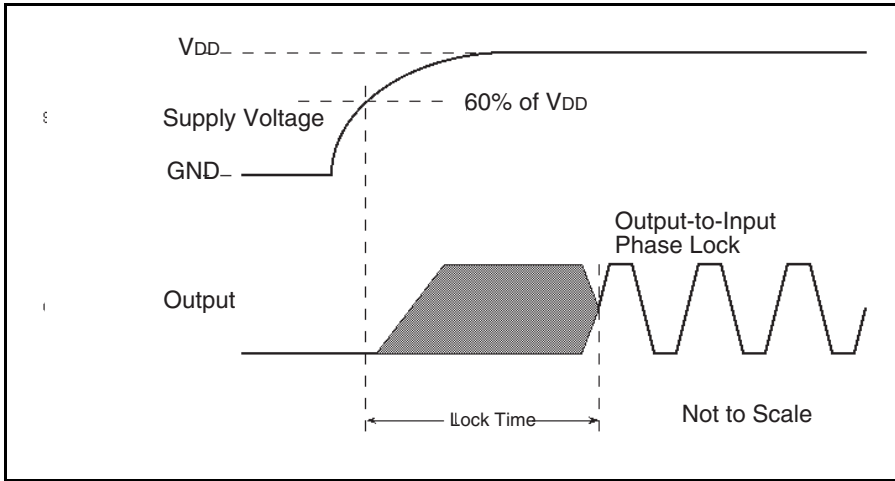 VDD
60% of VDD
Supply Voltage
GND
Output-to-Input
Phase Lock
Output
Lock Time
Not to Scale